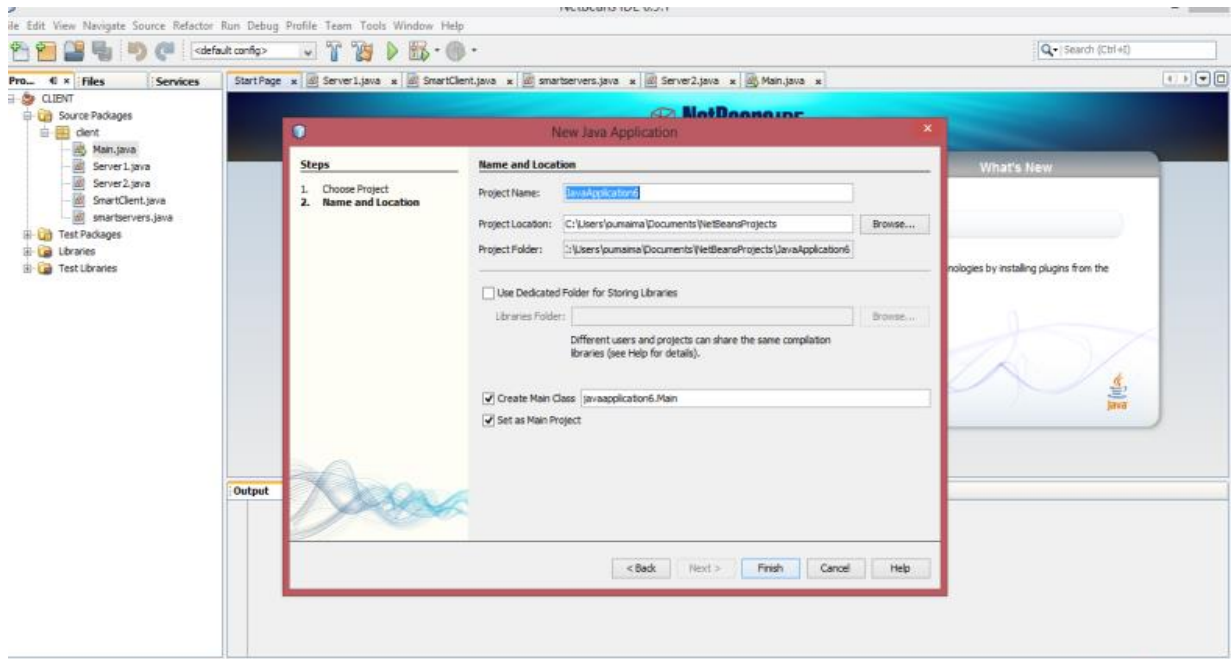 NetBeans IDE 6.5.1
ile Edit View Navigate Source Refactor Run Debug Profile Team Tools Window Help
<default config>
Search (Ctrl+I)
Pro... Files Services
Start Page Server1.java SmartClient.java smartservers.java Server2.java Main.java
CLIENT
Source Packages
client
Main.java
Server1.java
Server2.java
SmartClient.java
smartservers.java
Test Packages
Libraries
Test Libraries
What's New
nologies by installing plugins from the
Java
New Java Application
Steps
1. Choose Project
2. Name and Location
Name and Location
Project Name: JavaApplication6
Project Location: C:\Users\pumaima\Documents\NetBeansProjects Browse...
Project Folder: C:\Users\pumaima\Documents\NetBeansProjects\JavaApplication6
Use Dedicated Folder for Storing Libraries
Libraries Folder: Browse...
Different users and projects can share the same compilation
libraries (see Help for details).
Create Main Class javaapplication6.Main
Set as Main Project
< Back Next > Finish Cancel Help
Output